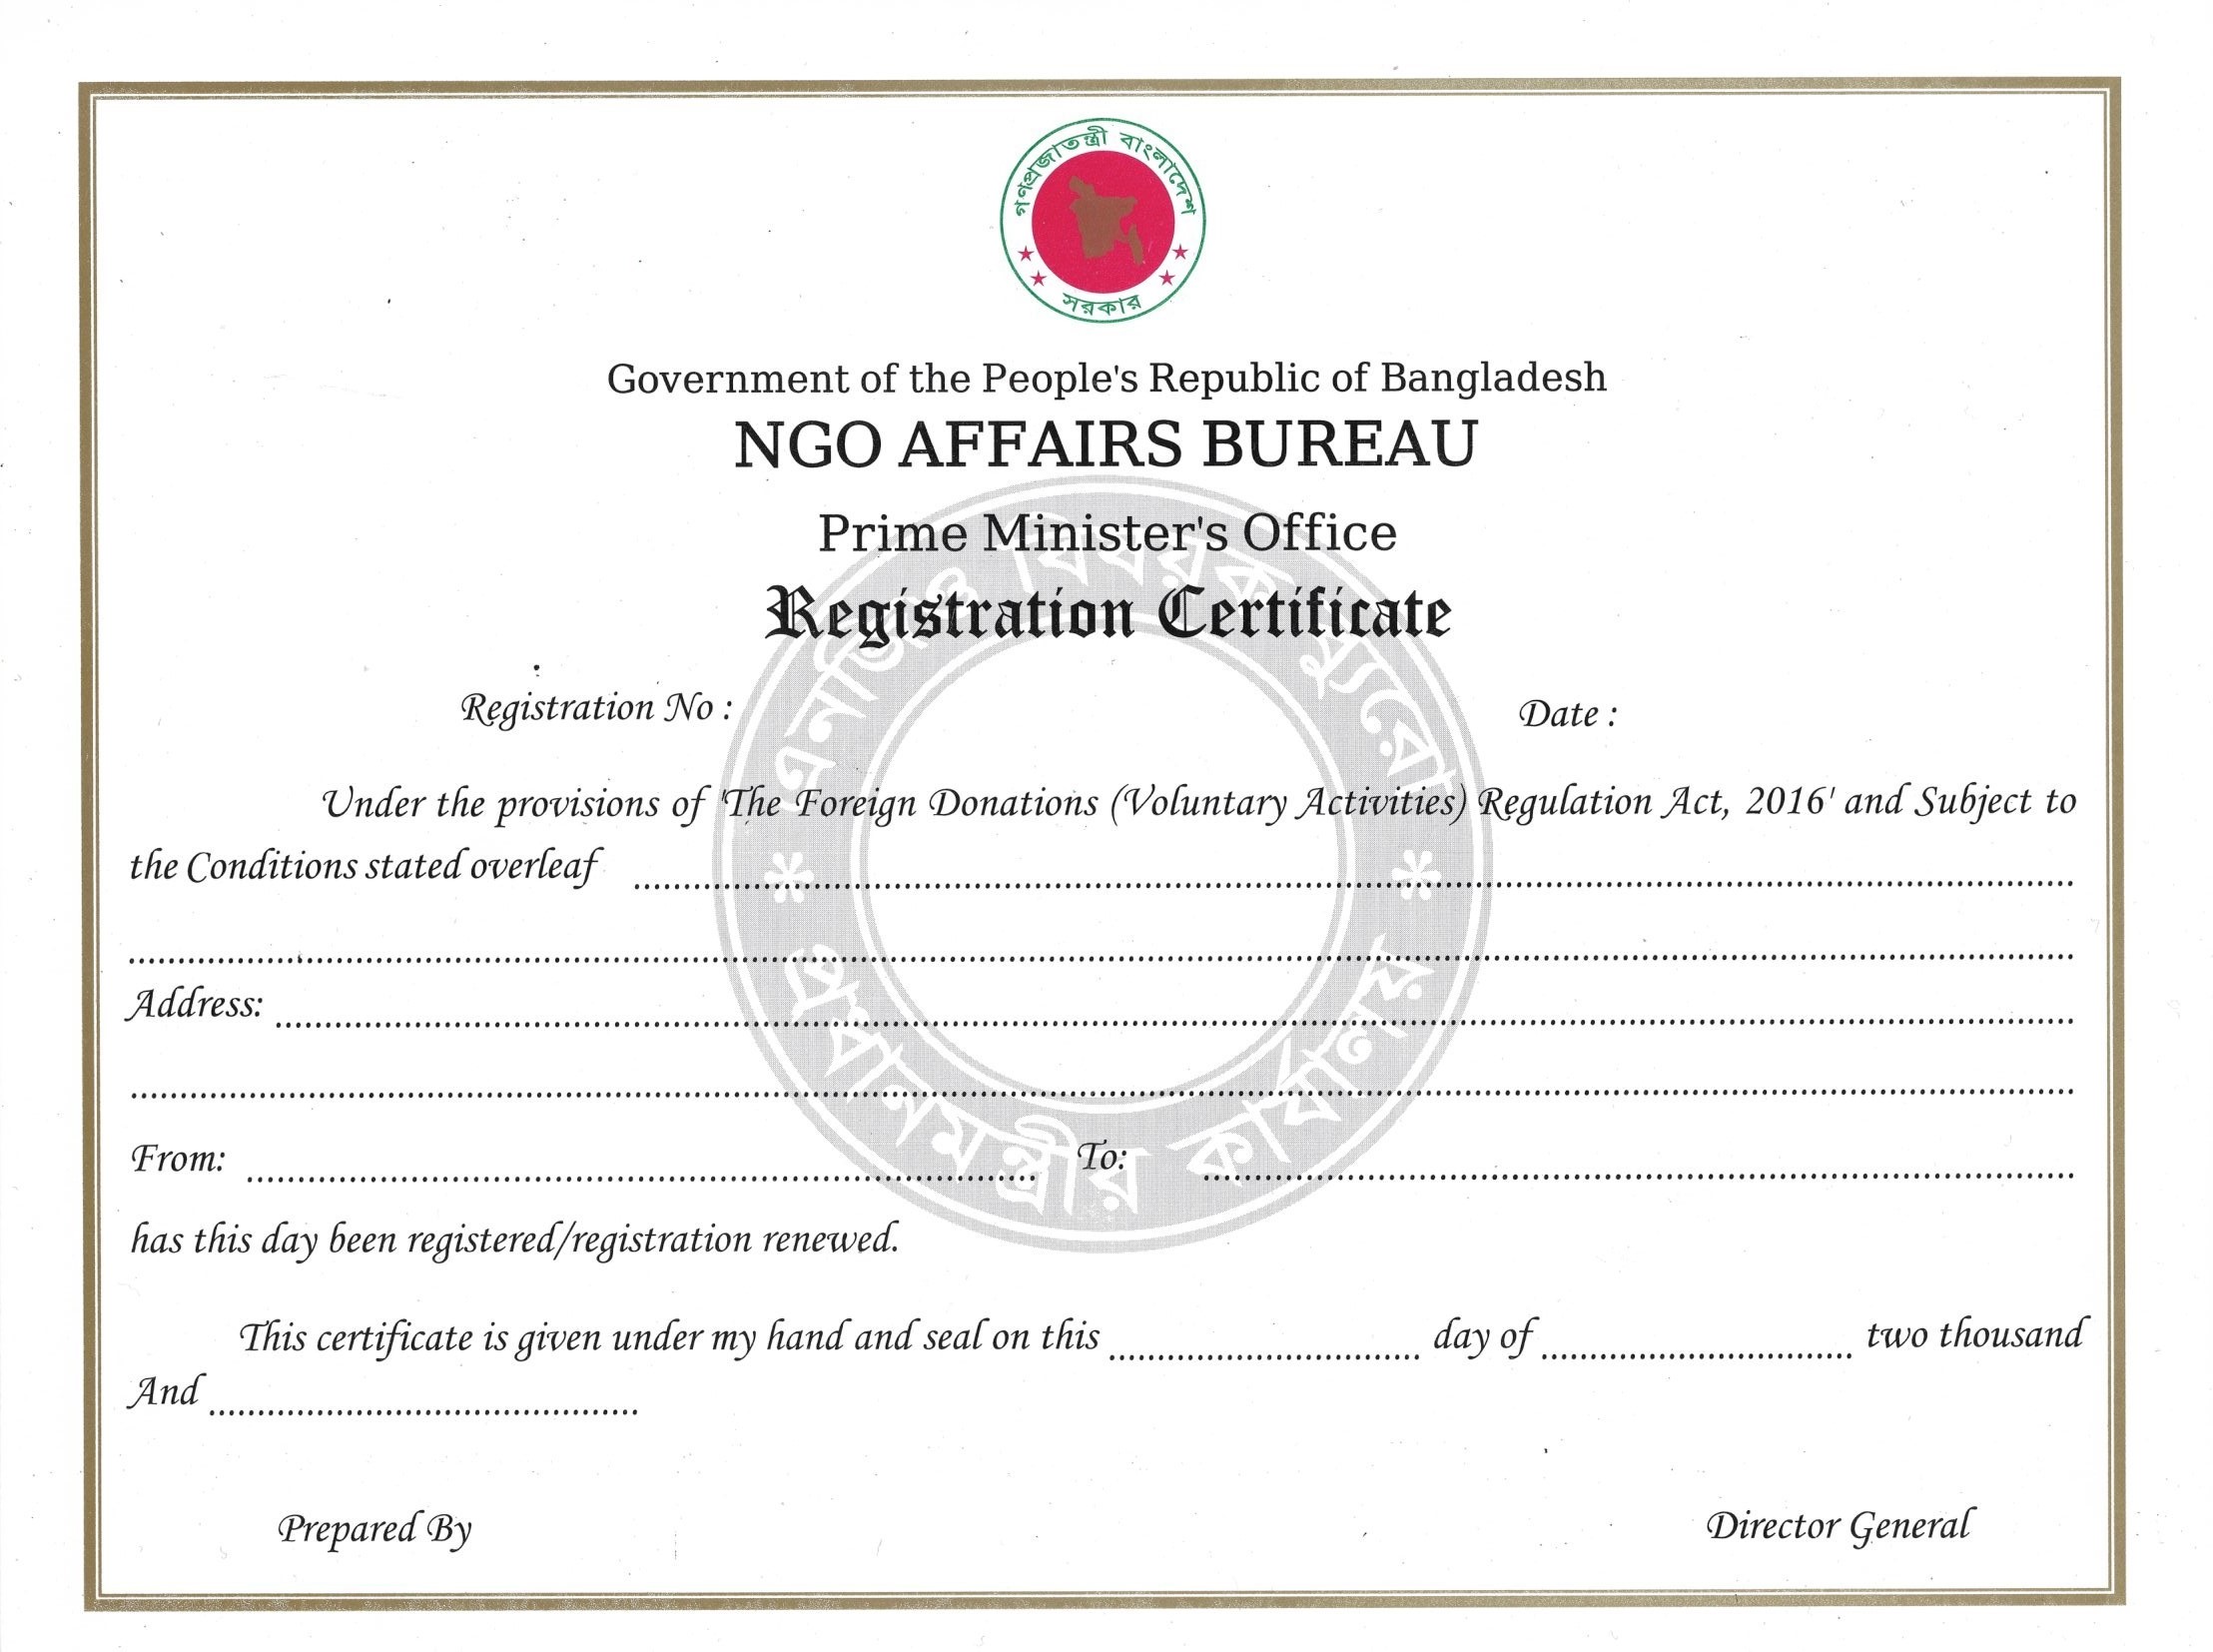 গণপ্রজাতন্ত্রী বাংলাদেশ
সরকার
Government of the People's Republic of Bangladesh
NGO AFFAIRS BUREAU
Prime Minister's Office
Registration Certificate
এনজিও বিষয়ক ব্যুরো
Registration No : Date :
Under the provisions of 'The Foreign Donations (Voluntary Activities) Regulation Act, 2016' and Subject to
the Conditions stated overleaf ....................
....................
Address: ....................
....................
প্রধানমন্ত্রীর কার্যালয়
From: .................... To: ....................
has this day been registered/registration renewed.
This certificate is given under my hand and seal on this .................... day of .................... two thousand
And ....................
Prepared By Director General